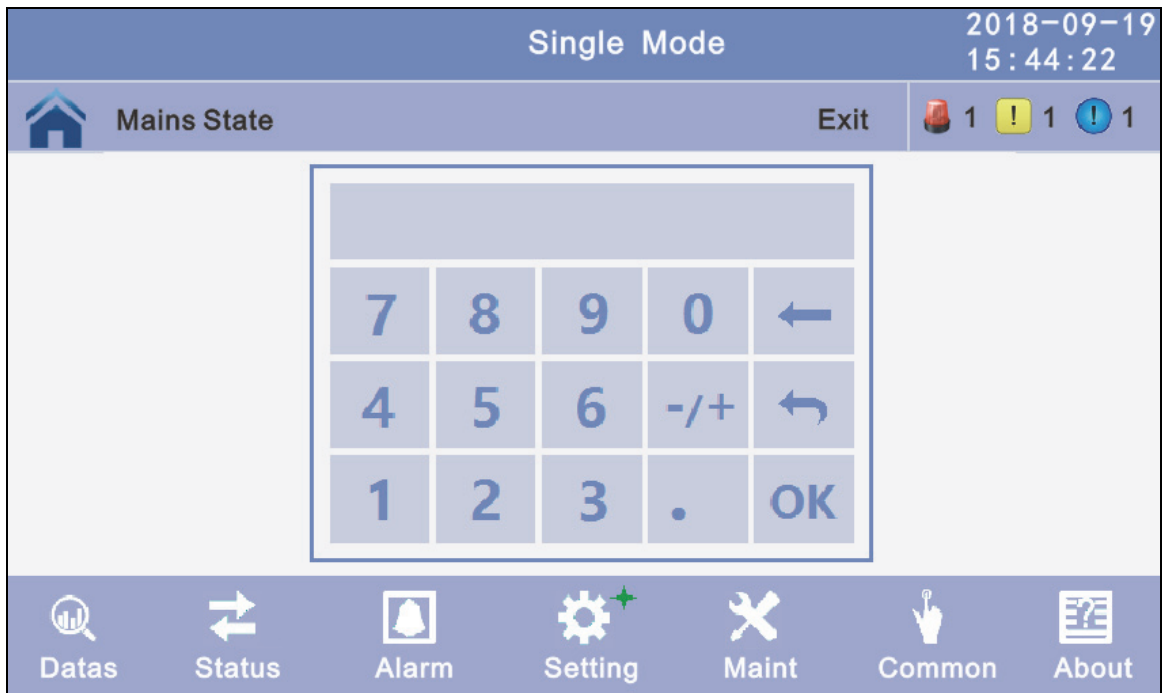 Single Mode
2018-09-19
15:44:22
Mains State
Exit
1
! 1
! 1
7 8 9 0 ←
4 5 6 -/+
1 2 3 . OK
Datas Status Alarm Setting Maint Common About
?